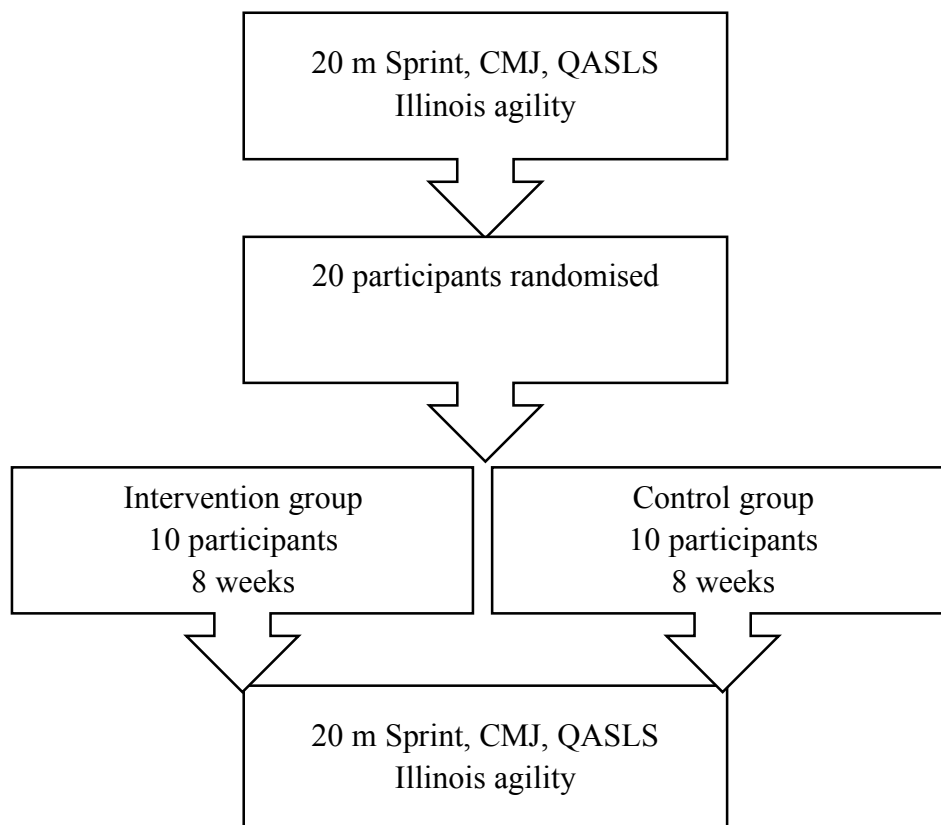 20 m Sprint, CMJ, QASLS
Illinois agility
20 participants randomised
Intervention group
10 participants
8 weeks
Control group
10 participants
8 weeks
20 m Sprint, CMJ, QASLS
Illinois agility